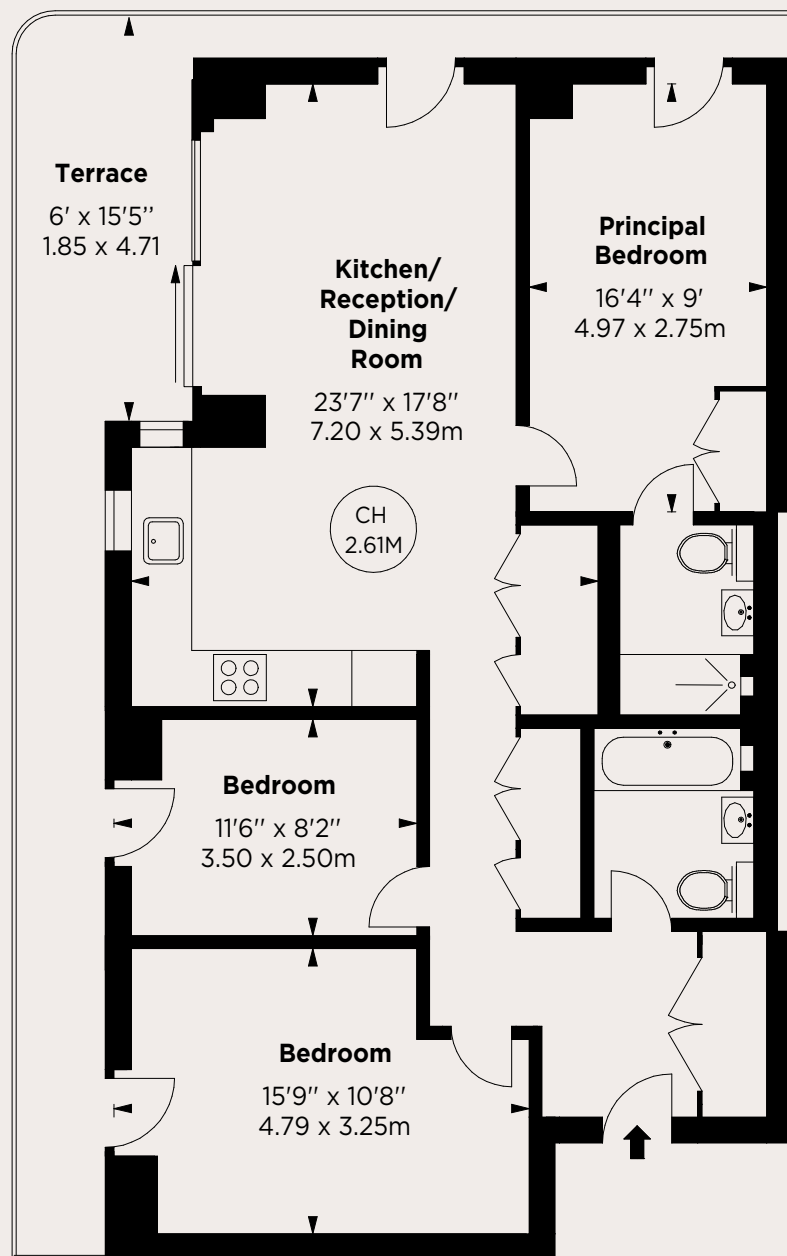 Terrace
6' x 15'5''
1.85 x 4.71
Kitchen/
Reception/
Dining
Room
23'7'' x 17'8''
7.20 x 5.39m
Principal
Bedroom
16'4'' x 9'
4.97 x 2.75m
CH
2.61M
Bedroom
11'6'' x 8'2''
3.50 x 2.50m
Bedroom
15'9'' x 10'8''
4.79 x 3.25m